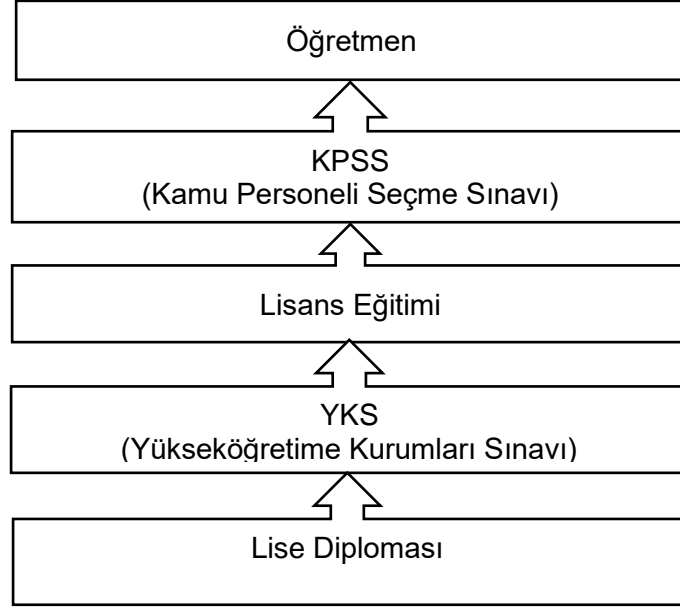 Öğretmen
KPSS
(Kamu Personeli Seçme Sınavı)
Lisans Eğitimi
YKS
(Yükseköğretime Kurumları Sınavı)
Lise Diploması